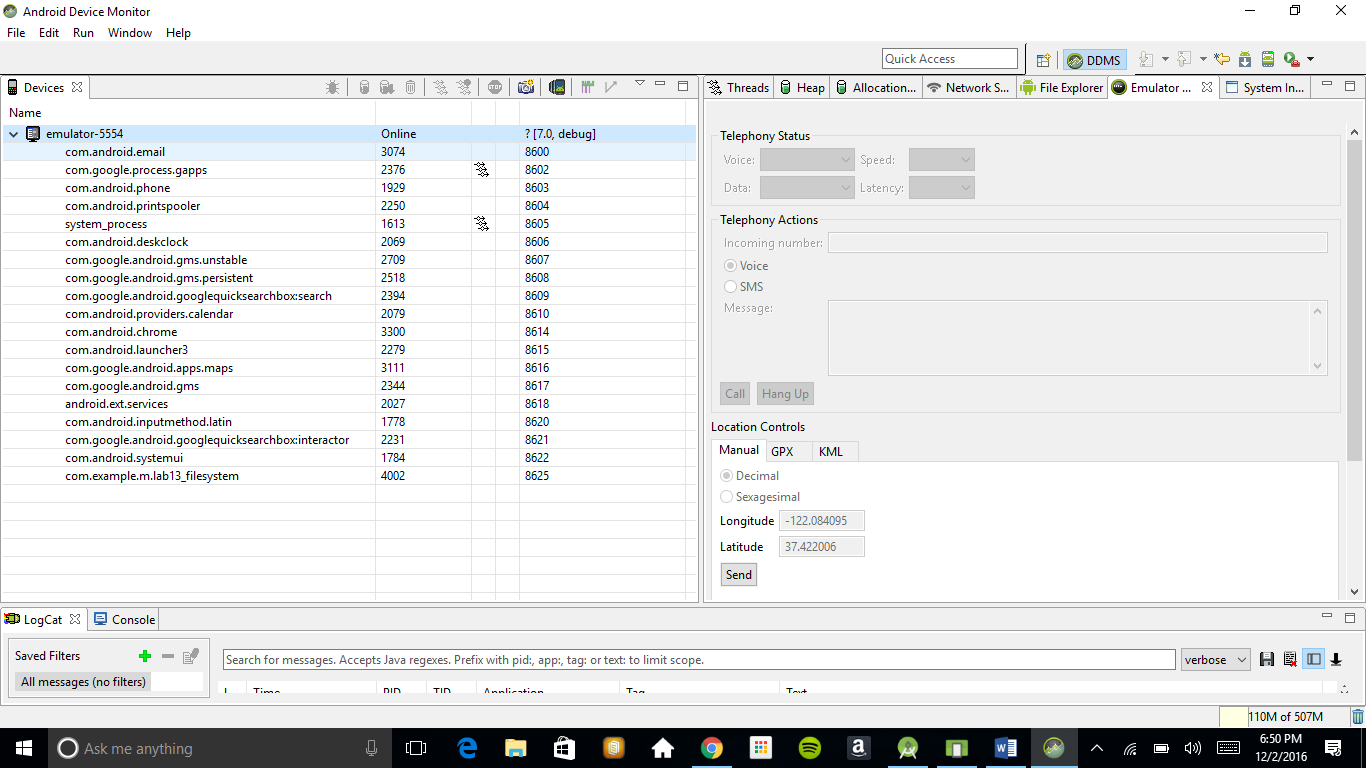 Android Device Monitor
File Edit Run Window Help
Quick Access
DDMS
Devices
Name
emulator-5554 Online ? [7.0, debug]
com.android.email 3074 8600
com.google.process.gapps 2376 8602
com.android.phone 1929 8603
com.android.printspooler 2250 8604
system_process 1613 8605
com.android.deskclock 2069 8606
com.google.android.gms.unstable 2709 8607
com.google.android.gms.persistent 2518 8608
com.google.android.googlequicksearchbox:search 2394 8609
com.android.providers.calendar 2079 8610
com.android.chrome 3300 8614
com.android.launcher3 2279 8615
com.google.android.apps.maps 3111 8616
com.google.android.gms 2344 8617
android.ext.services 2027 8618
com.android.inputmethod.latin 1778 8620
com.google.android.googlequicksearchbox:interactor 2231 8621
com.android.systemui 1784 8622
com.example.m.lab13_filesystem 4002 8625
Threads Heap Allocation... Network S... File Explorer Emulator ... System In...
Telephony Status
Voice: Speed:
Data: Latency:
Telephony Actions
Incoming number:
Voice
SMS
Message:
Call Hang Up
Location Controls
Manual GPX KML
Decimal
Sexagesimal
Longitude -122.084095
Latitude 37.422006
Send
LogCat Console
Saved Filters
All messages (no filters)
Search for messages. Accepts Java regexes. Prefix with pid:, app:, tag: or text: to limit scope.
verbose
L Time PID TID Application Tag Text
110M of 507M
Ask me anything
6:50 PM
12/2/2016